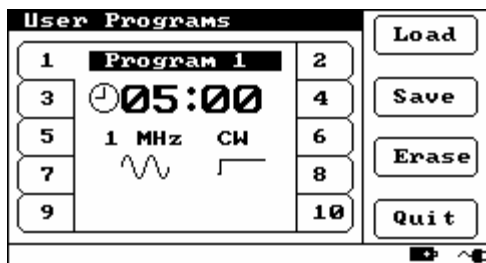 User Programs
Load
1 Program 1 2
3 05:00 4
Save
5 1 MHz CW 6
Erase
7 8
9 10
Quit